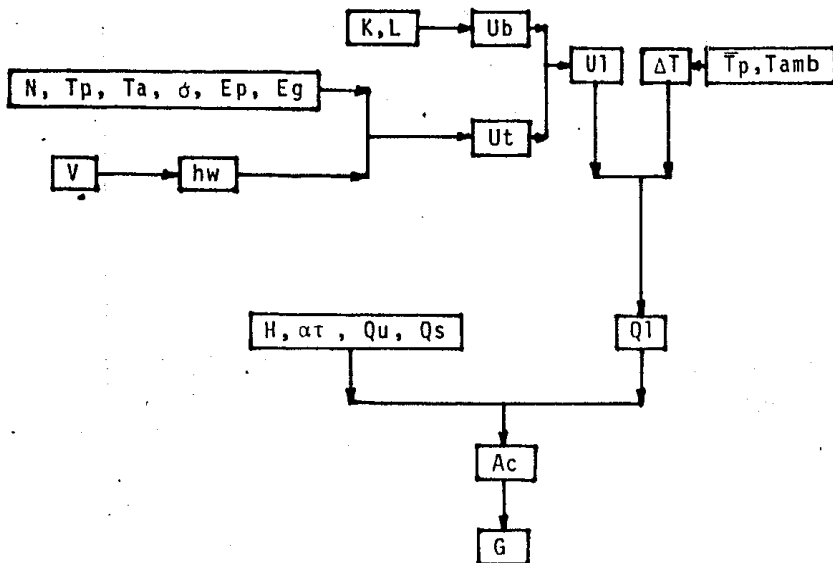 K,L
Ub
Ul
ΔT
T̅p,Tamb
N, Tp, Ta, σ, Ep, Eg
Ut
V
hw
H, ατ , Qu, Qs
Ql
Ac
G